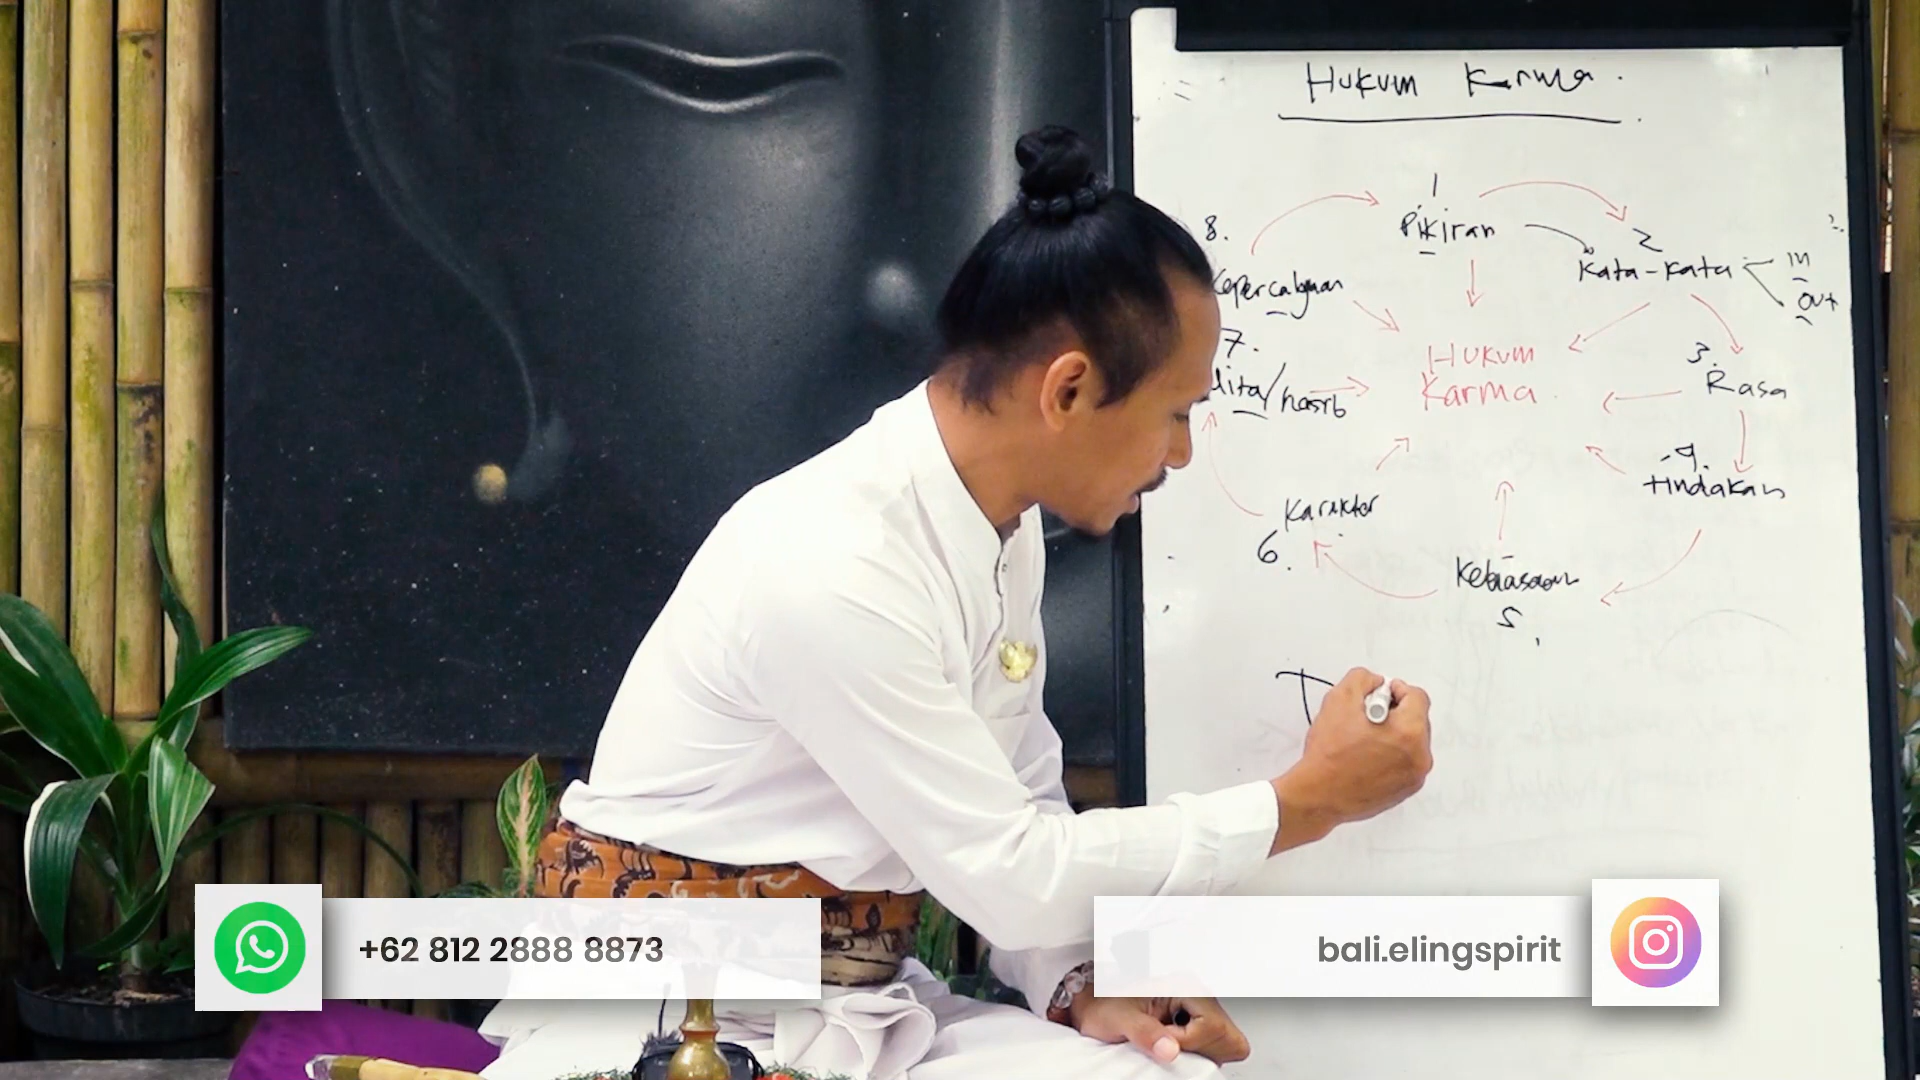 Hukum Karma.
1
Pikiran
2
Kata-Kata
in
out
3.
Rasa
4.
tindakan
Kebiasaan
5,
Karakter
6.
7.
/nasib
8.
Kepercayaan
Hukum
Karma.
+62 812 2888 8873
bali.elingspirit